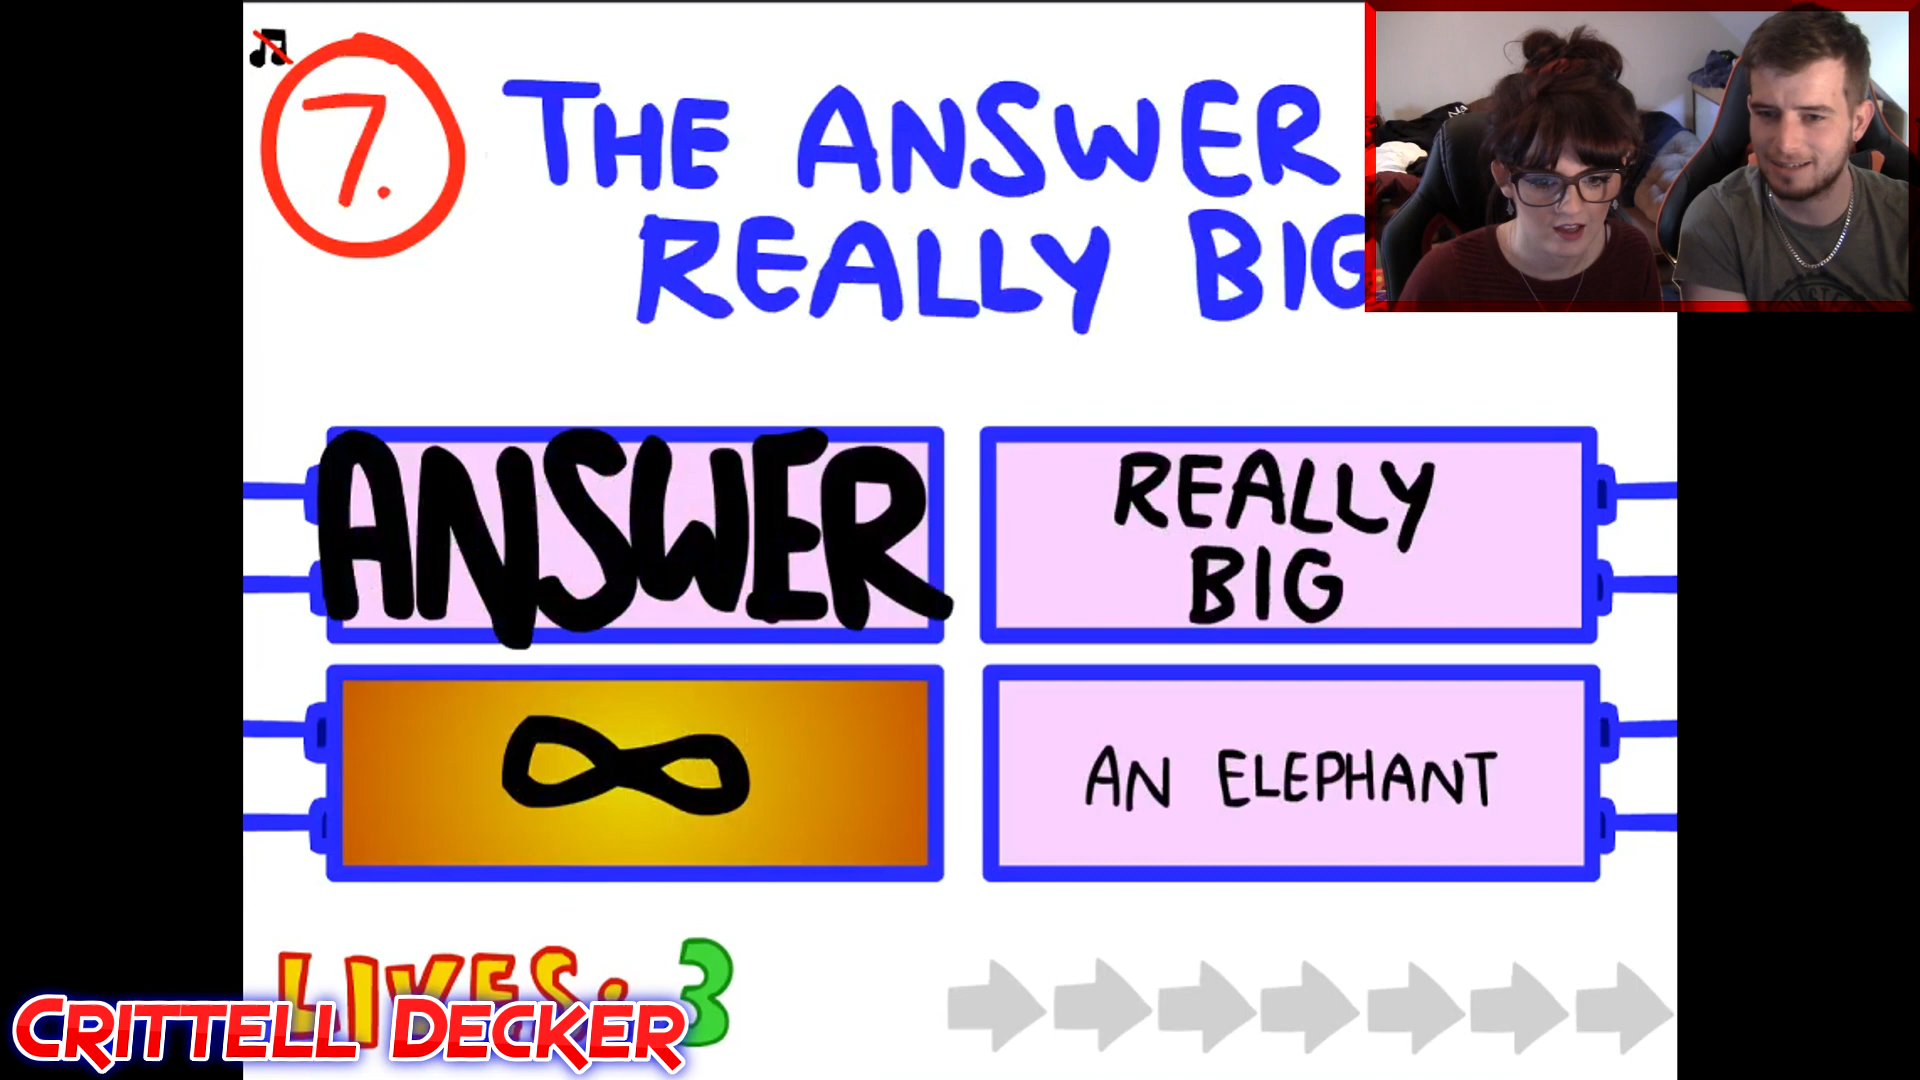 7. THE ANSWER
REALLY BIG
ANSWER
REALLY
BIG
∞
AN ELEPHANT
LIVES: 3
CRITTELL DECKER